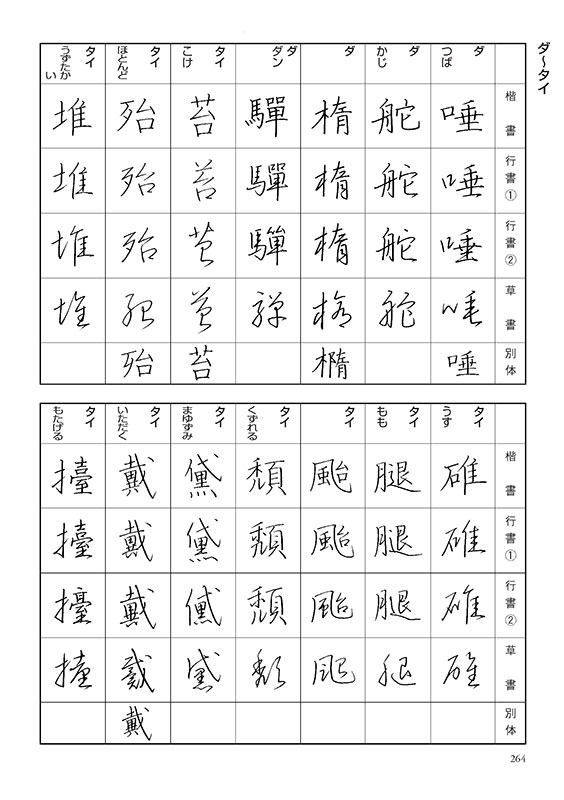 ダ〜タイ
楷書 行書① 行書② 草書 別体
ダ つば 唾 唾 唾 唾 唾
ダ かじ 舵 舵 舵 舵
ダ 楕 楕 楕 楕 橢
ダ ダン 驒 驒 驒 驒
タイ こけ 苔 苔 苔 苔 苔
タイ ほとんど 殆 殆 殆 殆 殆
タイ うずたかい 堆 堆 堆 堆
楷書 行書① 行書② 草書 別体
タイ うす 碓 碓 碓 碓
タイ もも 腿 腿 腿 腿
タイ 颱 颱 颱 颱
タイ くずれる 頽 頽 頽 頽
タイ まゆずみ 黛 黛 黛 黛
タイ いただく 戴 戴 戴 戴 戴
タイ もたげる 擡 擡 擡 擡
264